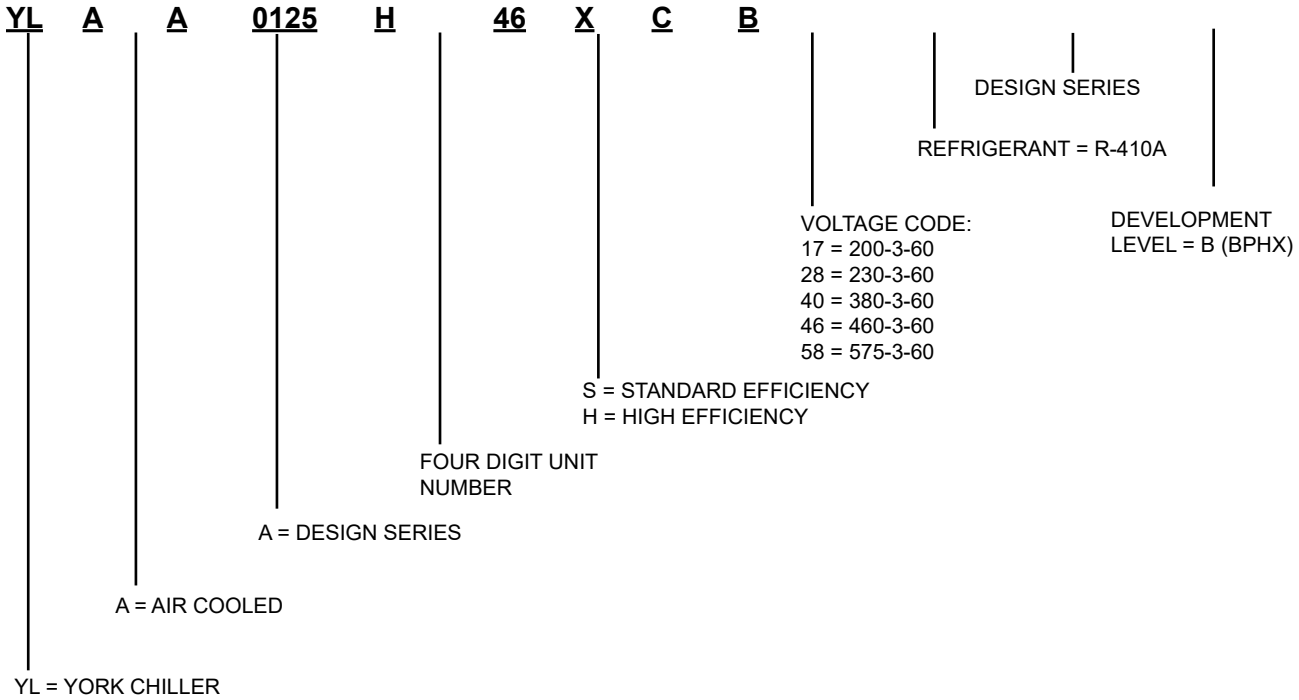 YL A A 0125 H 46 X C B
DESIGN SERIES
REFRIGERANT = R-410A
VOLTAGE CODE:
17 = 200-3-60
28 = 230-3-60
40 = 380-3-60
46 = 460-3-60
58 = 575-3-60
DEVELOPMENT
LEVEL = B (BPHX)
S = STANDARD EFFICIENCY
H = HIGH EFFICIENCY
FOUR DIGIT UNIT
NUMBER
A = DESIGN SERIES
A = AIR COOLED
YL = YORK CHILLER